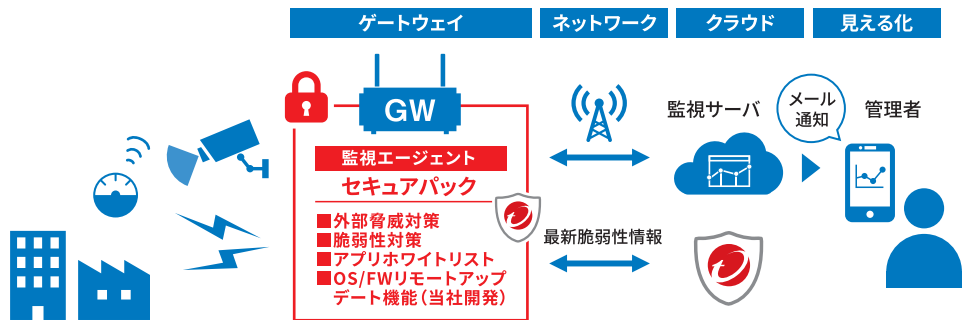 ゲートウェイ
ネットワーク
クラウド
見える化
GW
監視エージェント
セキュアパック
■外部脅威対策
■脆弱性対策
■アプリホワイトリスト
■OS/FWリモートアップ
デート機能(当社開発)
最新脆弱性情報
監視サーバ
メール
通知
管理者